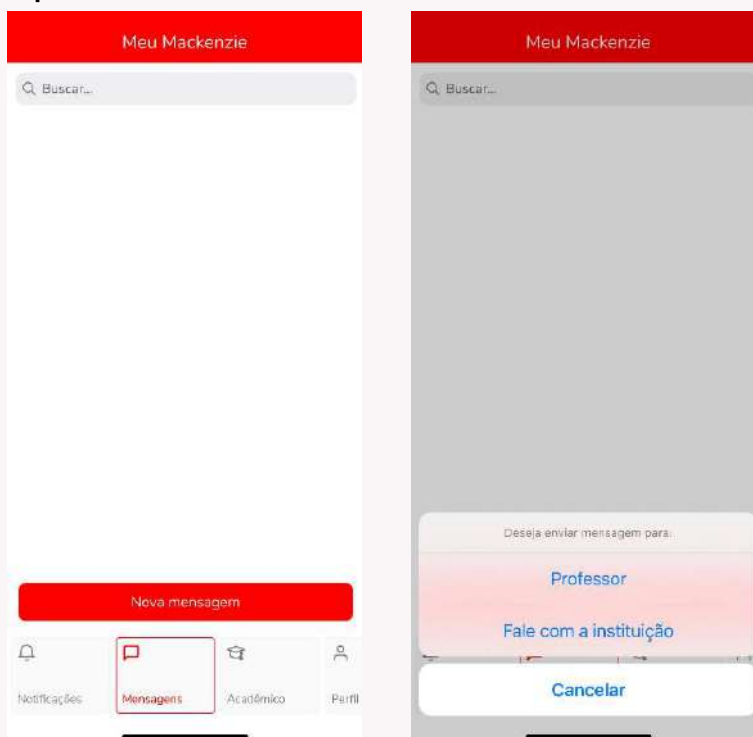 Meu Mackenzie
Buscar...
Nova mensagem
Notificações
Mensagens
Acadêmico
Perfil
Meu Mackenzie
Buscar...
Deseja enviar mensagem para:
Professor
Fale com a instituição
Cancelar